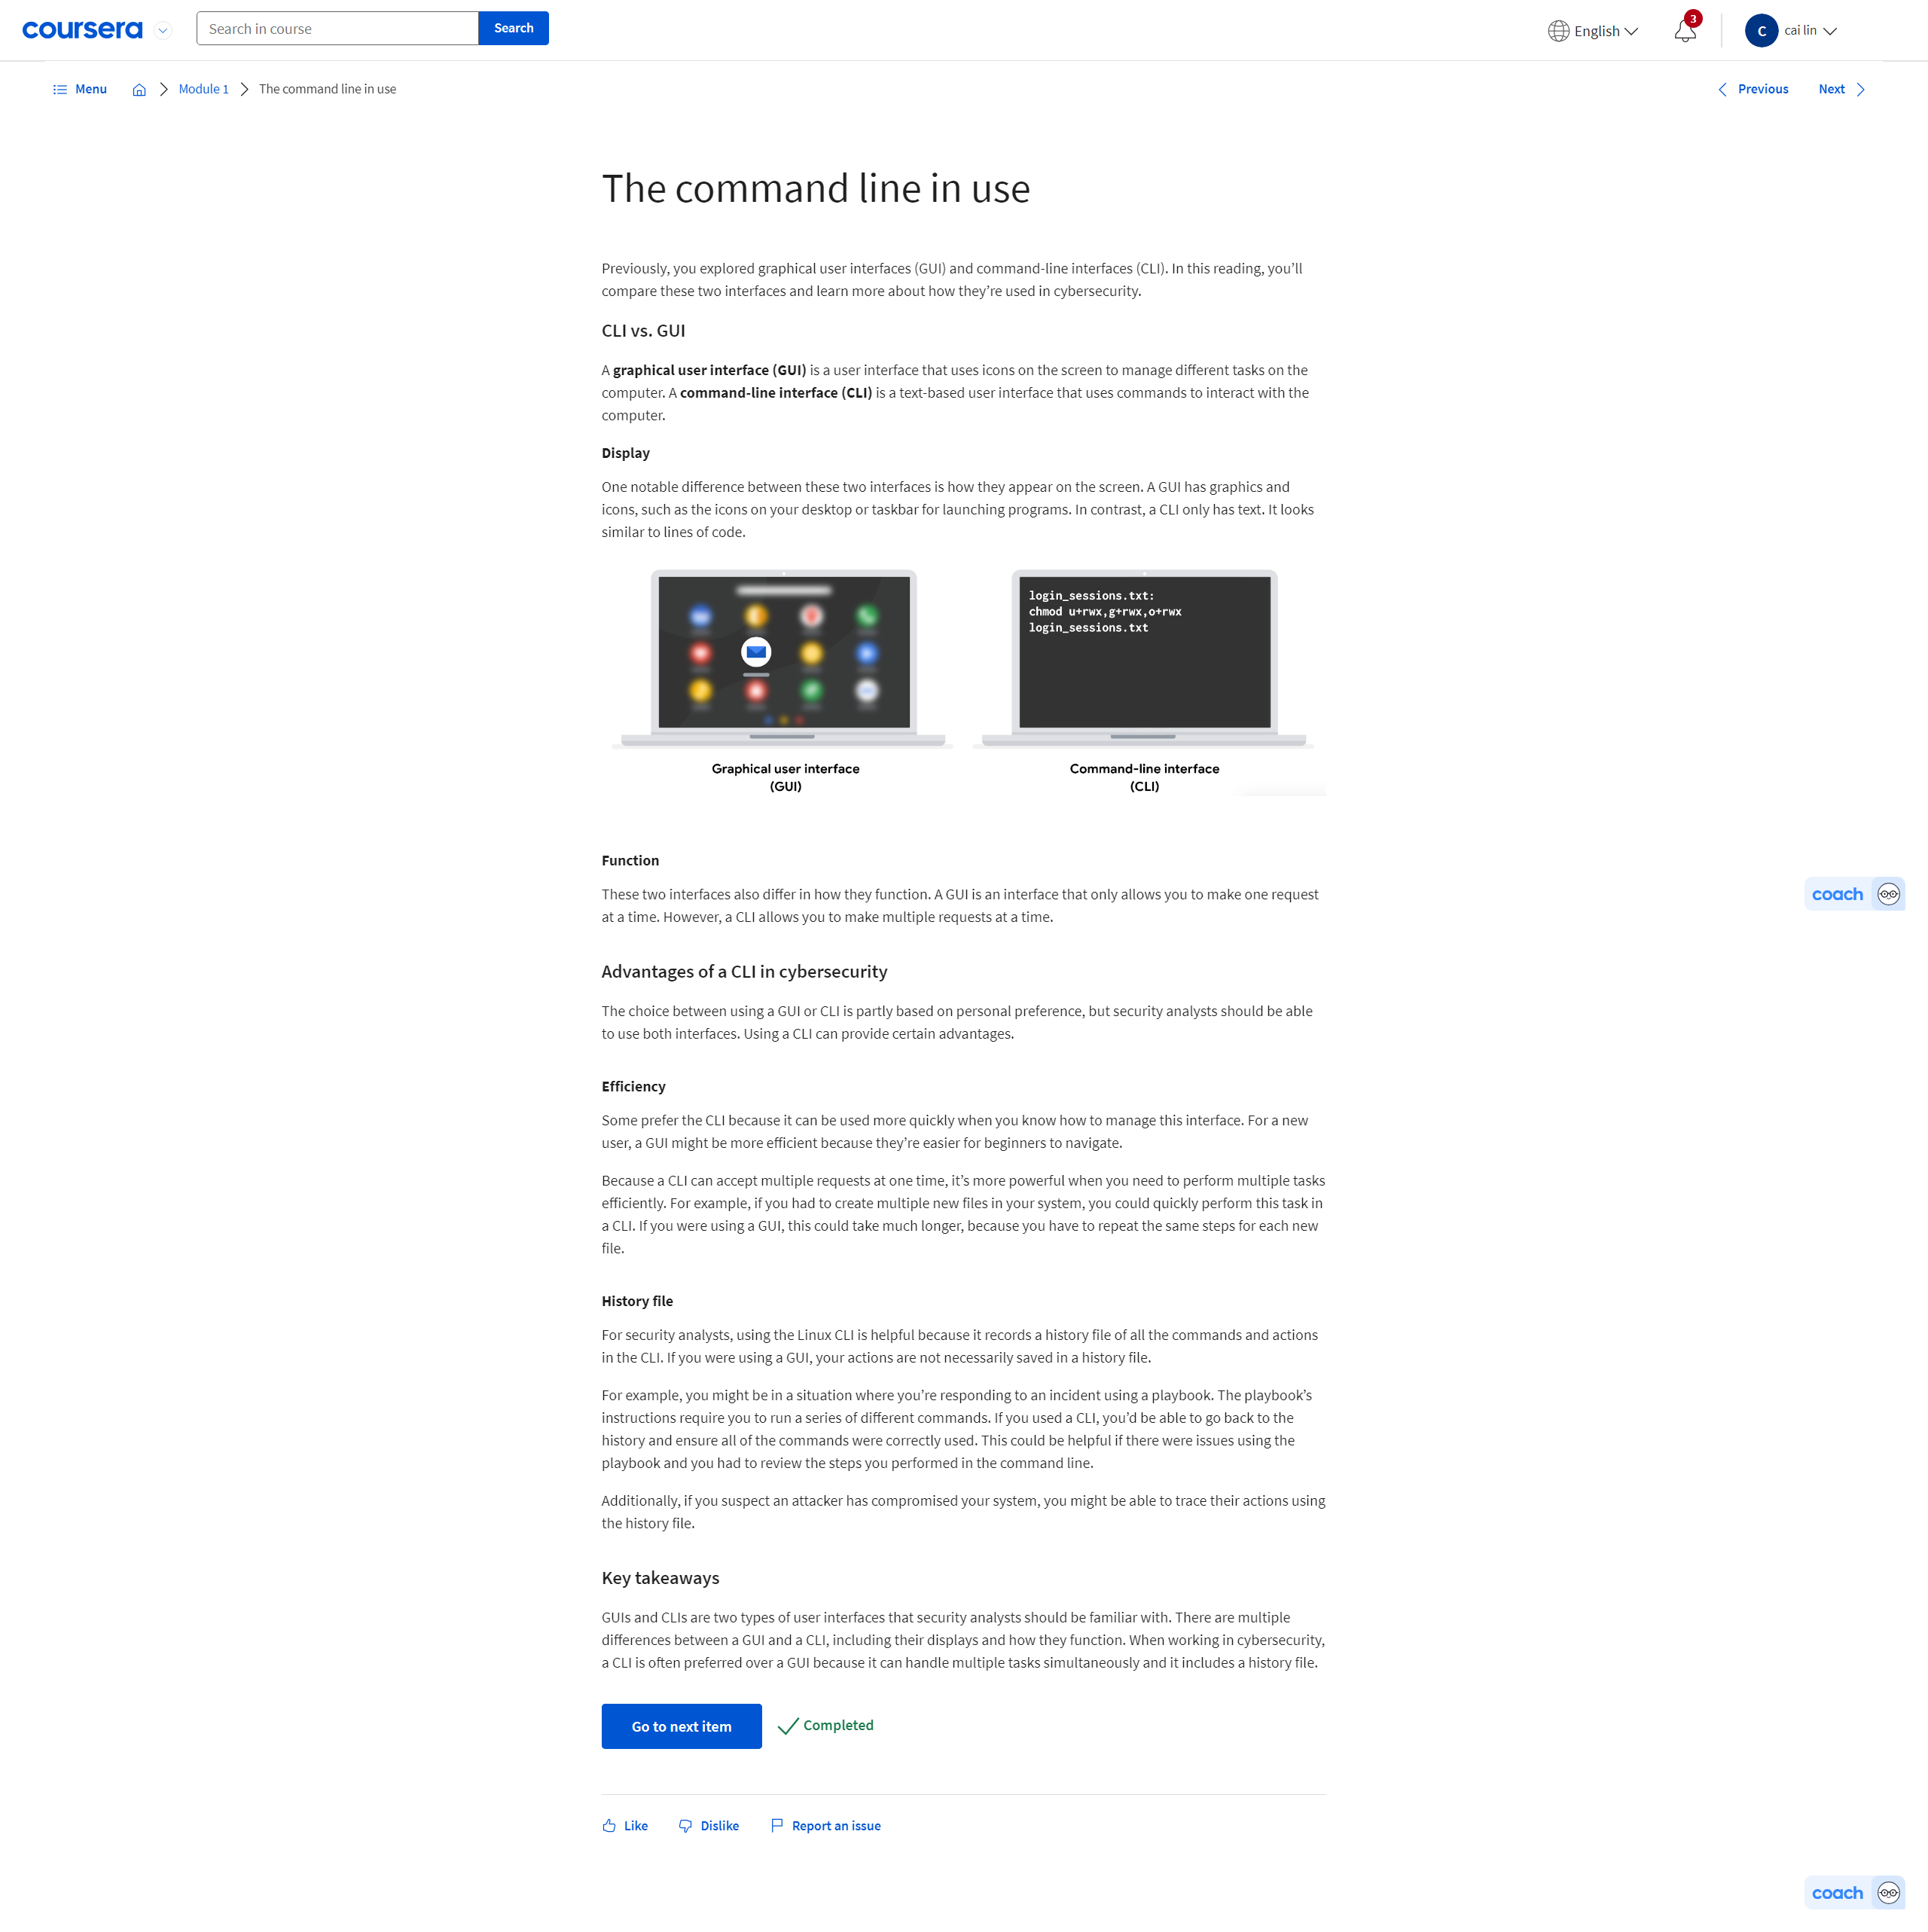 coursera
Search in course
Search
English
3
C
cai lin
Menu
Module 1
The command line in use
Previous
Next
The command line in use
Previously, you explored graphical user interfaces (GUI) and command-line interfaces (CLI). In this reading, you’ll
compare these two interfaces and learn more about how they’re used in cybersecurity.
CLI vs. GUI
A graphical user interface (GUI) is a user interface that uses icons on the screen to manage different tasks on the
computer. A command-line interface (CLI) is a text-based user interface that uses commands to interact with the
computer.
Display
One notable difference between these two interfaces is how they appear on the screen. A GUI has graphics and
icons, such as the icons on your desktop or taskbar for launching programs. In contrast, a CLI only has text. It looks
similar to lines of code.
login_sessions.txt:
chmod u+rwx,g+rwx,o+rwx
login_sessions.txt
Graphical user interface
(GUI)
Command-line interface
(CLI)
Function
These two interfaces also differ in how they function. A GUI is an interface that only allows you to make one request
at a time. However, a CLI allows you to make multiple requests at a time.
coach
Advantages of a CLI in cybersecurity
The choice between using a GUI or CLI is partly based on personal preference, but security analysts should be able
to use both interfaces. Using a CLI can provide certain advantages.
Efficiency
Some prefer the CLI because it can be used more quickly when you know how to manage this interface. For a new
user, a GUI might be more efficient because they’re easier for beginners to navigate.
Because a CLI can accept multiple requests at one time, it’s more powerful when you need to perform multiple tasks
efficiently. For example, if you had to create multiple new files in your system, you could quickly perform this task in
a CLI. If you were using a GUI, this could take much longer, because you have to repeat the same steps for each new
file.
History file
For security analysts, using the Linux CLI is helpful because it records a history file of all the commands and actions
in the CLI. If you were using a GUI, your actions are not necessarily saved in a history file.
For example, you might be in a situation where you’re responding to an incident using a playbook. The playbook’s
instructions require you to run a series of different commands. If you used a CLI, you’d be able to go back to the
history and ensure all of the commands were correctly used. This could be helpful if there were issues using the
playbook and you had to review the steps you performed in the command line.
Additionally, if you suspect an attacker has compromised your system, you might be able to trace their actions using
the history file.
Key takeaways
GUIs and CLIs are two types of user interfaces that security analysts should be familiar with. There are multiple
differences between a GUI and a CLI, including their displays and how they function. When working in cybersecurity,
a CLI is often preferred over a GUI because it can handle multiple tasks simultaneously and it includes a history file.
Go to next item
Completed
Like
Dislike
Report an issue
coach